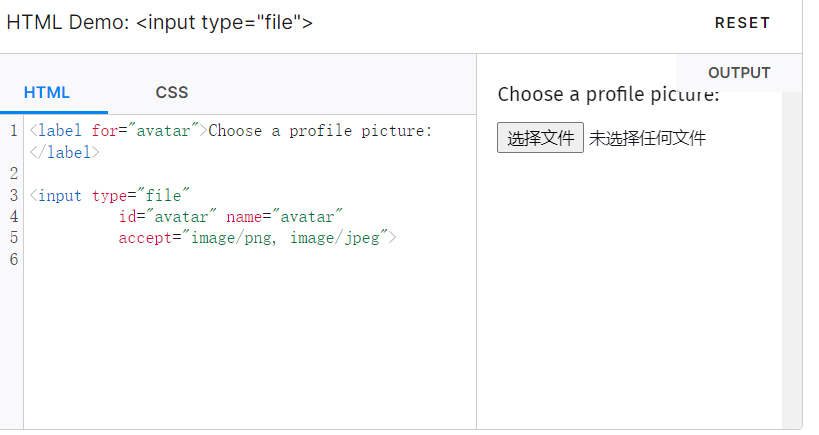 HTML Demo: <input type="file">
RESET
HTML
CSS
1 <label for="avatar">Choose a profile picture:
</label>
2
3 <input type="file"
4 id="avatar" name="avatar"
5 accept="image/png, image/jpeg">
6
OUTPUT
Choose a profile picture:
选择文件 未选择任何文件